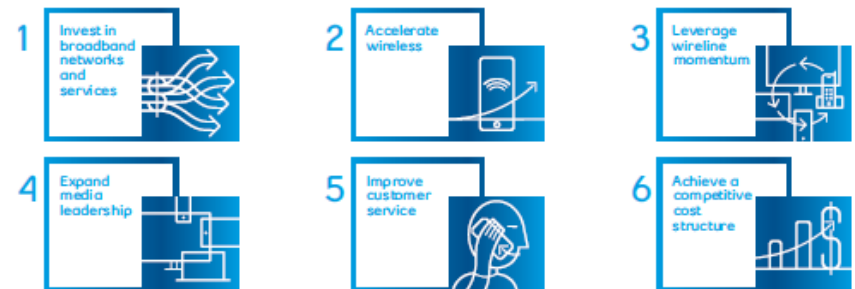 1
Invest in
broadband
networks
and
services
2
Accelerate
wireless
3
Leverage
wireline
momentum
4
Expand
media
leadership
5
Improve
customer
service
6
Achieve a
competitive
cost
structure
$